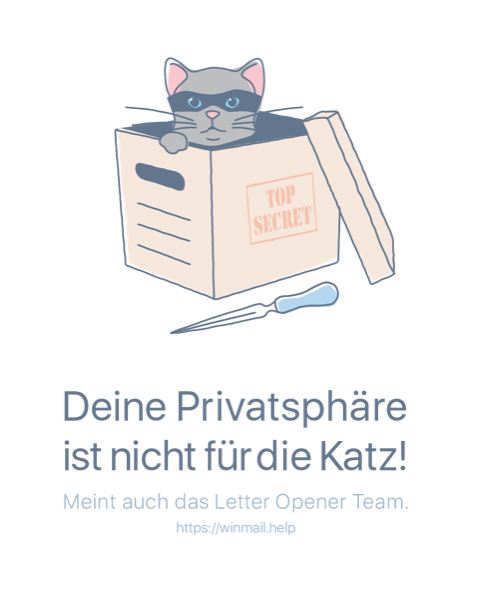 TOP
SECRET
Deine Privatsphäre
ist nicht für die Katz!
Meint auch das Letter Opener Team.
https://winmail.help